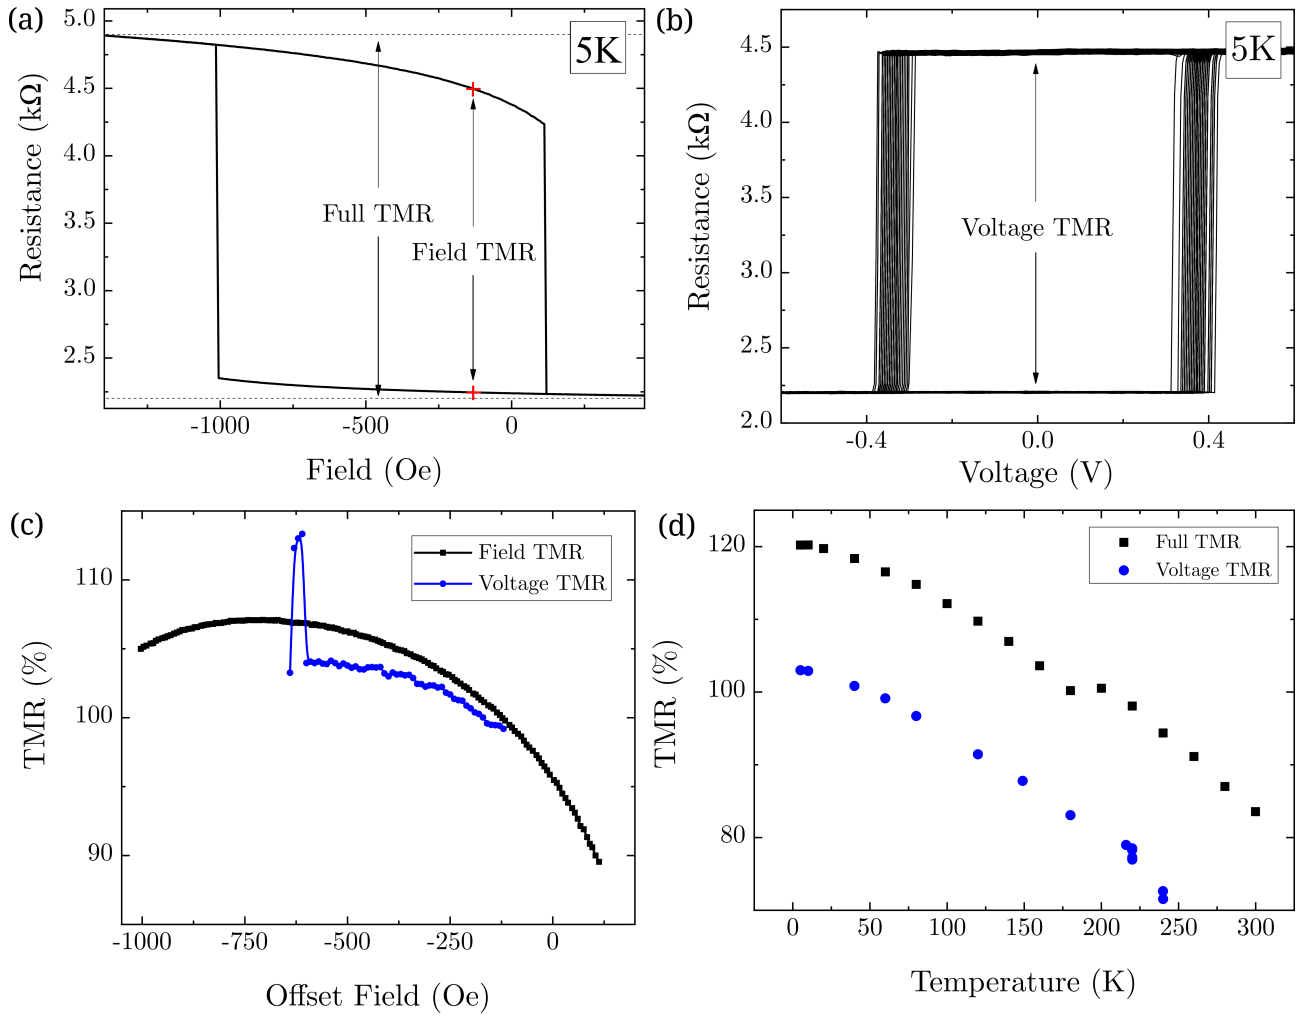 (a)
5.0
4.5
4.0
3.5
3.0
2.5
Resistance (kΩ)
5K
Full TMR
Field TMR
-1000
-500
0
Field (Oe)
(b)
4.5
4.0
3.5
3.0
2.5
2.0
Resistance (kΩ)
5K
Voltage TMR
-0.4
0.0
0.4
Voltage (V)
(c)
110
100
90
TMR (%)
Field TMR
Voltage TMR
-1000
-750
-500
-250
0
Offset Field (Oe)
(d)
120
100
80
TMR (%)
Full TMR
Voltage TMR
0
50
100
150
200
250
300
Temperature (K)